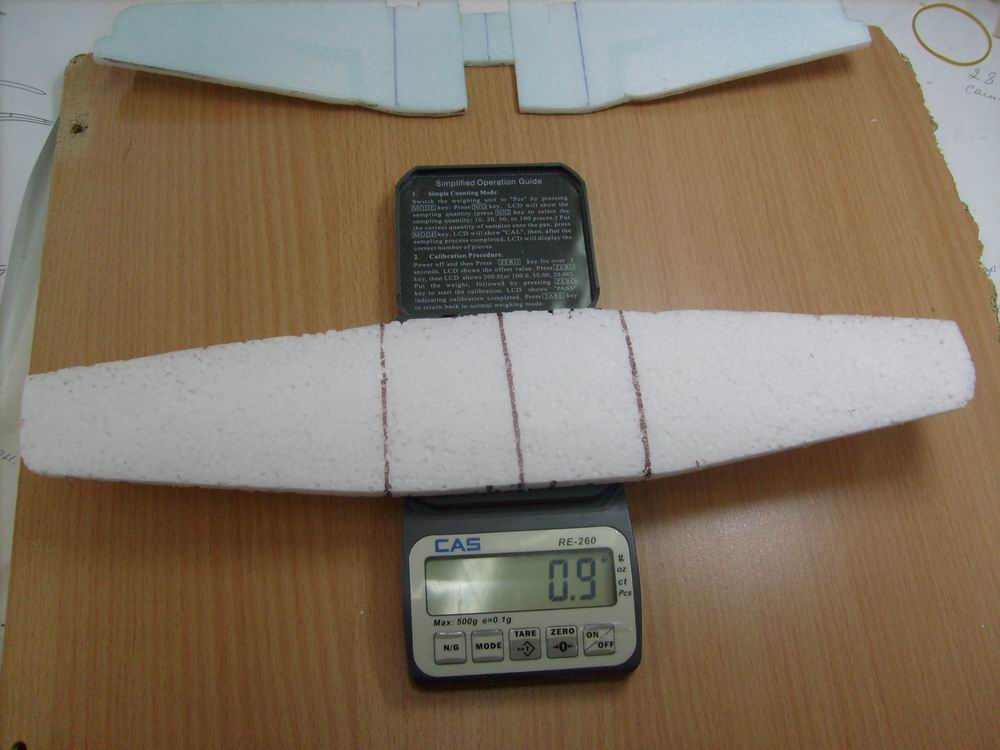 28
Simplified Operation Guide
1. Simple Counting Mode:
Switch the weighing unit to "Pcs" by pressing
MODE key. Press N/G key, LCD will show the
sampling quantity.[press N/G key to select the
sampling quantity: 10, 20, 50, or 100 pieces.] Put
the correct quantity of samples onto the pan, press
MODE key, LCD will show "CAL", then, after the
sampling process completed, LCD will display the
correct number of pieces.
2. Calibration Procedure:
Power off and then Press ZERO key for over 3
seconds. LCD shows the offset value. Press ZERO
key, then LCD shows 200.0(or 100.0, 50.00, 20.00).
Put the weight, followed by pressing ZERO
key to start the calibration. LCD shows "PASS"
indicating calibration completed. Press TARE key
to return back in normal weighing mode.
CAS RE-260
0.9
g
oz
ct
Pcs
Max: 500g e=0.1g
N/G MODE TARE ZERO ON/OFF
→T← →0←